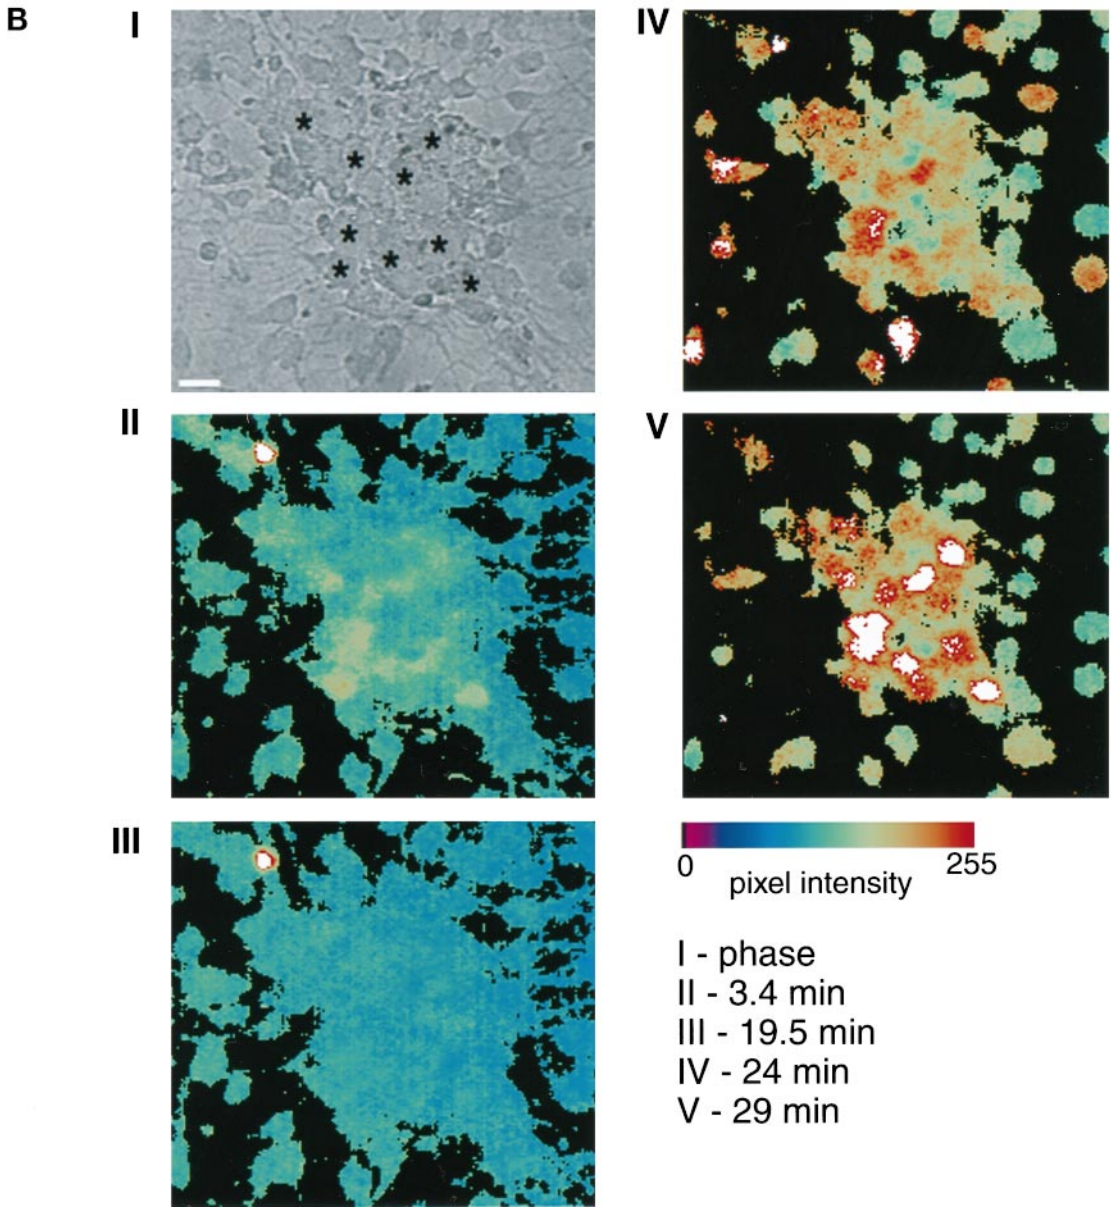 B
I
IV
II
V
III
0
255
pixel intensity
I - phase
II - 3.4 min
III - 19.5 min
IV - 24 min
V - 29 min